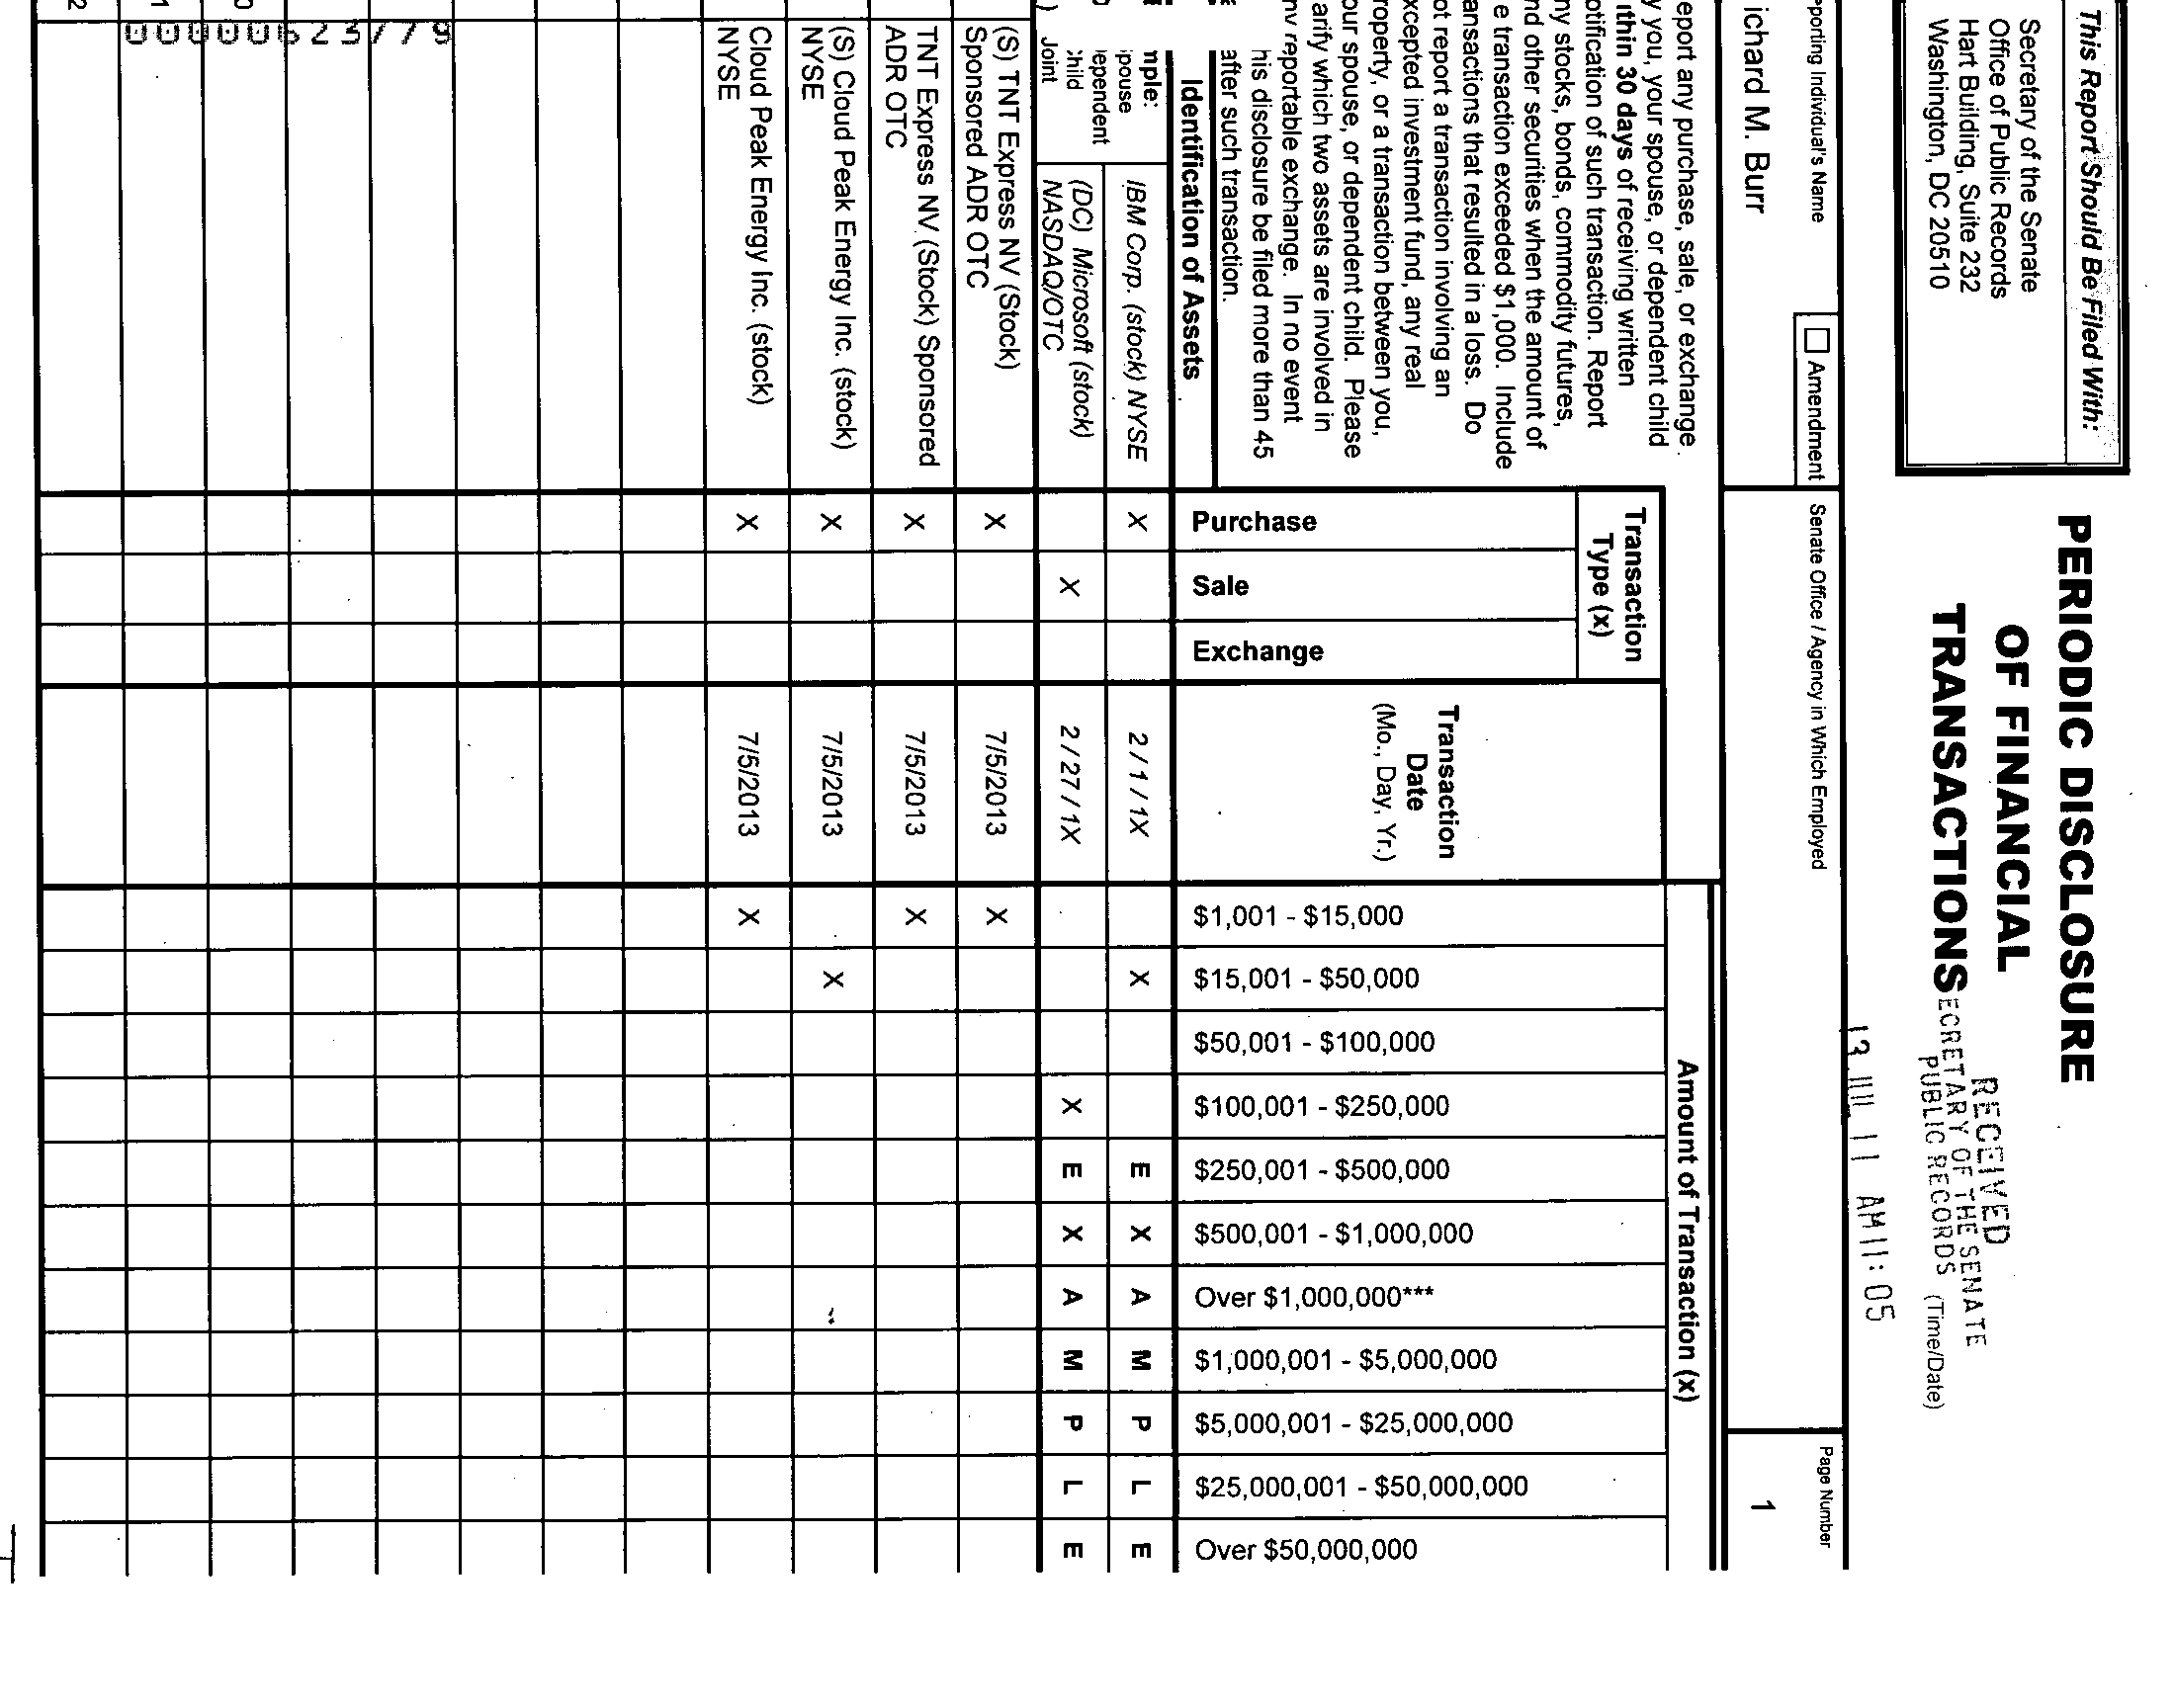 This Report Should Be Filed With:
Secretary of the Senate
Office of Public Records
Hart Building, Suite 232
Washington, DC 20510
PERIODIC DISCLOSURE
OF FINANCIAL
TRANSACTIONS
RECEIVED
SECRETARY OF THE SENATE
PUBLIC RECORDS (Time/Date)
13 JUL 11 AM 11:05
porting Individual's Name
Amendment
Senate Office / Agency in Which Employed
Page Number
ichard M. Burr
1
eport any purchase, sale, or exchange
y you, your spouse, or dependent child
ithin 30 days of receiving written
otification of such transaction. Report
ny stocks, bonds, commodity futures,
nd other securities when the amount of
e transaction exceeded $1,000. Include
ansactions that resulted in a loss. Do
ot report a transaction involving an
xcepted investment fund, any real
roperty, or a transaction between you,
our spouse, or dependent child. Please
arify which two assets are involved in
ny reportable exchange. In no event
his disclosure be filed more than 45
after such transaction.
Transaction
Type (x)
Transaction
Date
(Mo., Day, Yr.)
Amount of Transaction (x)
Identification of Assets
Purchase
Sale
Exchange
$1,001 - $15,000
$15,001 - $50,000
$50,001 - $100,000
$100,001 - $250,000
$250,001 - $500,000
$500,001 - $1,000,000
Over $1,000,000***
$1,000,001 - $5,000,000
$5,000,001 - $25,000,000
$25,000,001 - $50,000,000
Over $50,000,000
nple:
pouse
ependent
hild
Joint
IBM Corp. (stock) NYSE X 2 / 1 / 1X X E X A M P L E
(DC) Microsoft (stock)
NASDAQ/OTC X 2 / 27 / 1X X E X A M P L E
(S) TNT Express NV (Stock)
Sponsored ADR OTC X 7/5/2013 X
TNT Express NV (Stock) Sponsored
ADR OTC X 7/5/2013 X
(S) Cloud Peak Energy Inc. (stock)
NYSE X 7/5/2013 X
Cloud Peak Energy Inc. (stock)
NYSE X 7/5/2013 X
0
1
2
00000623779